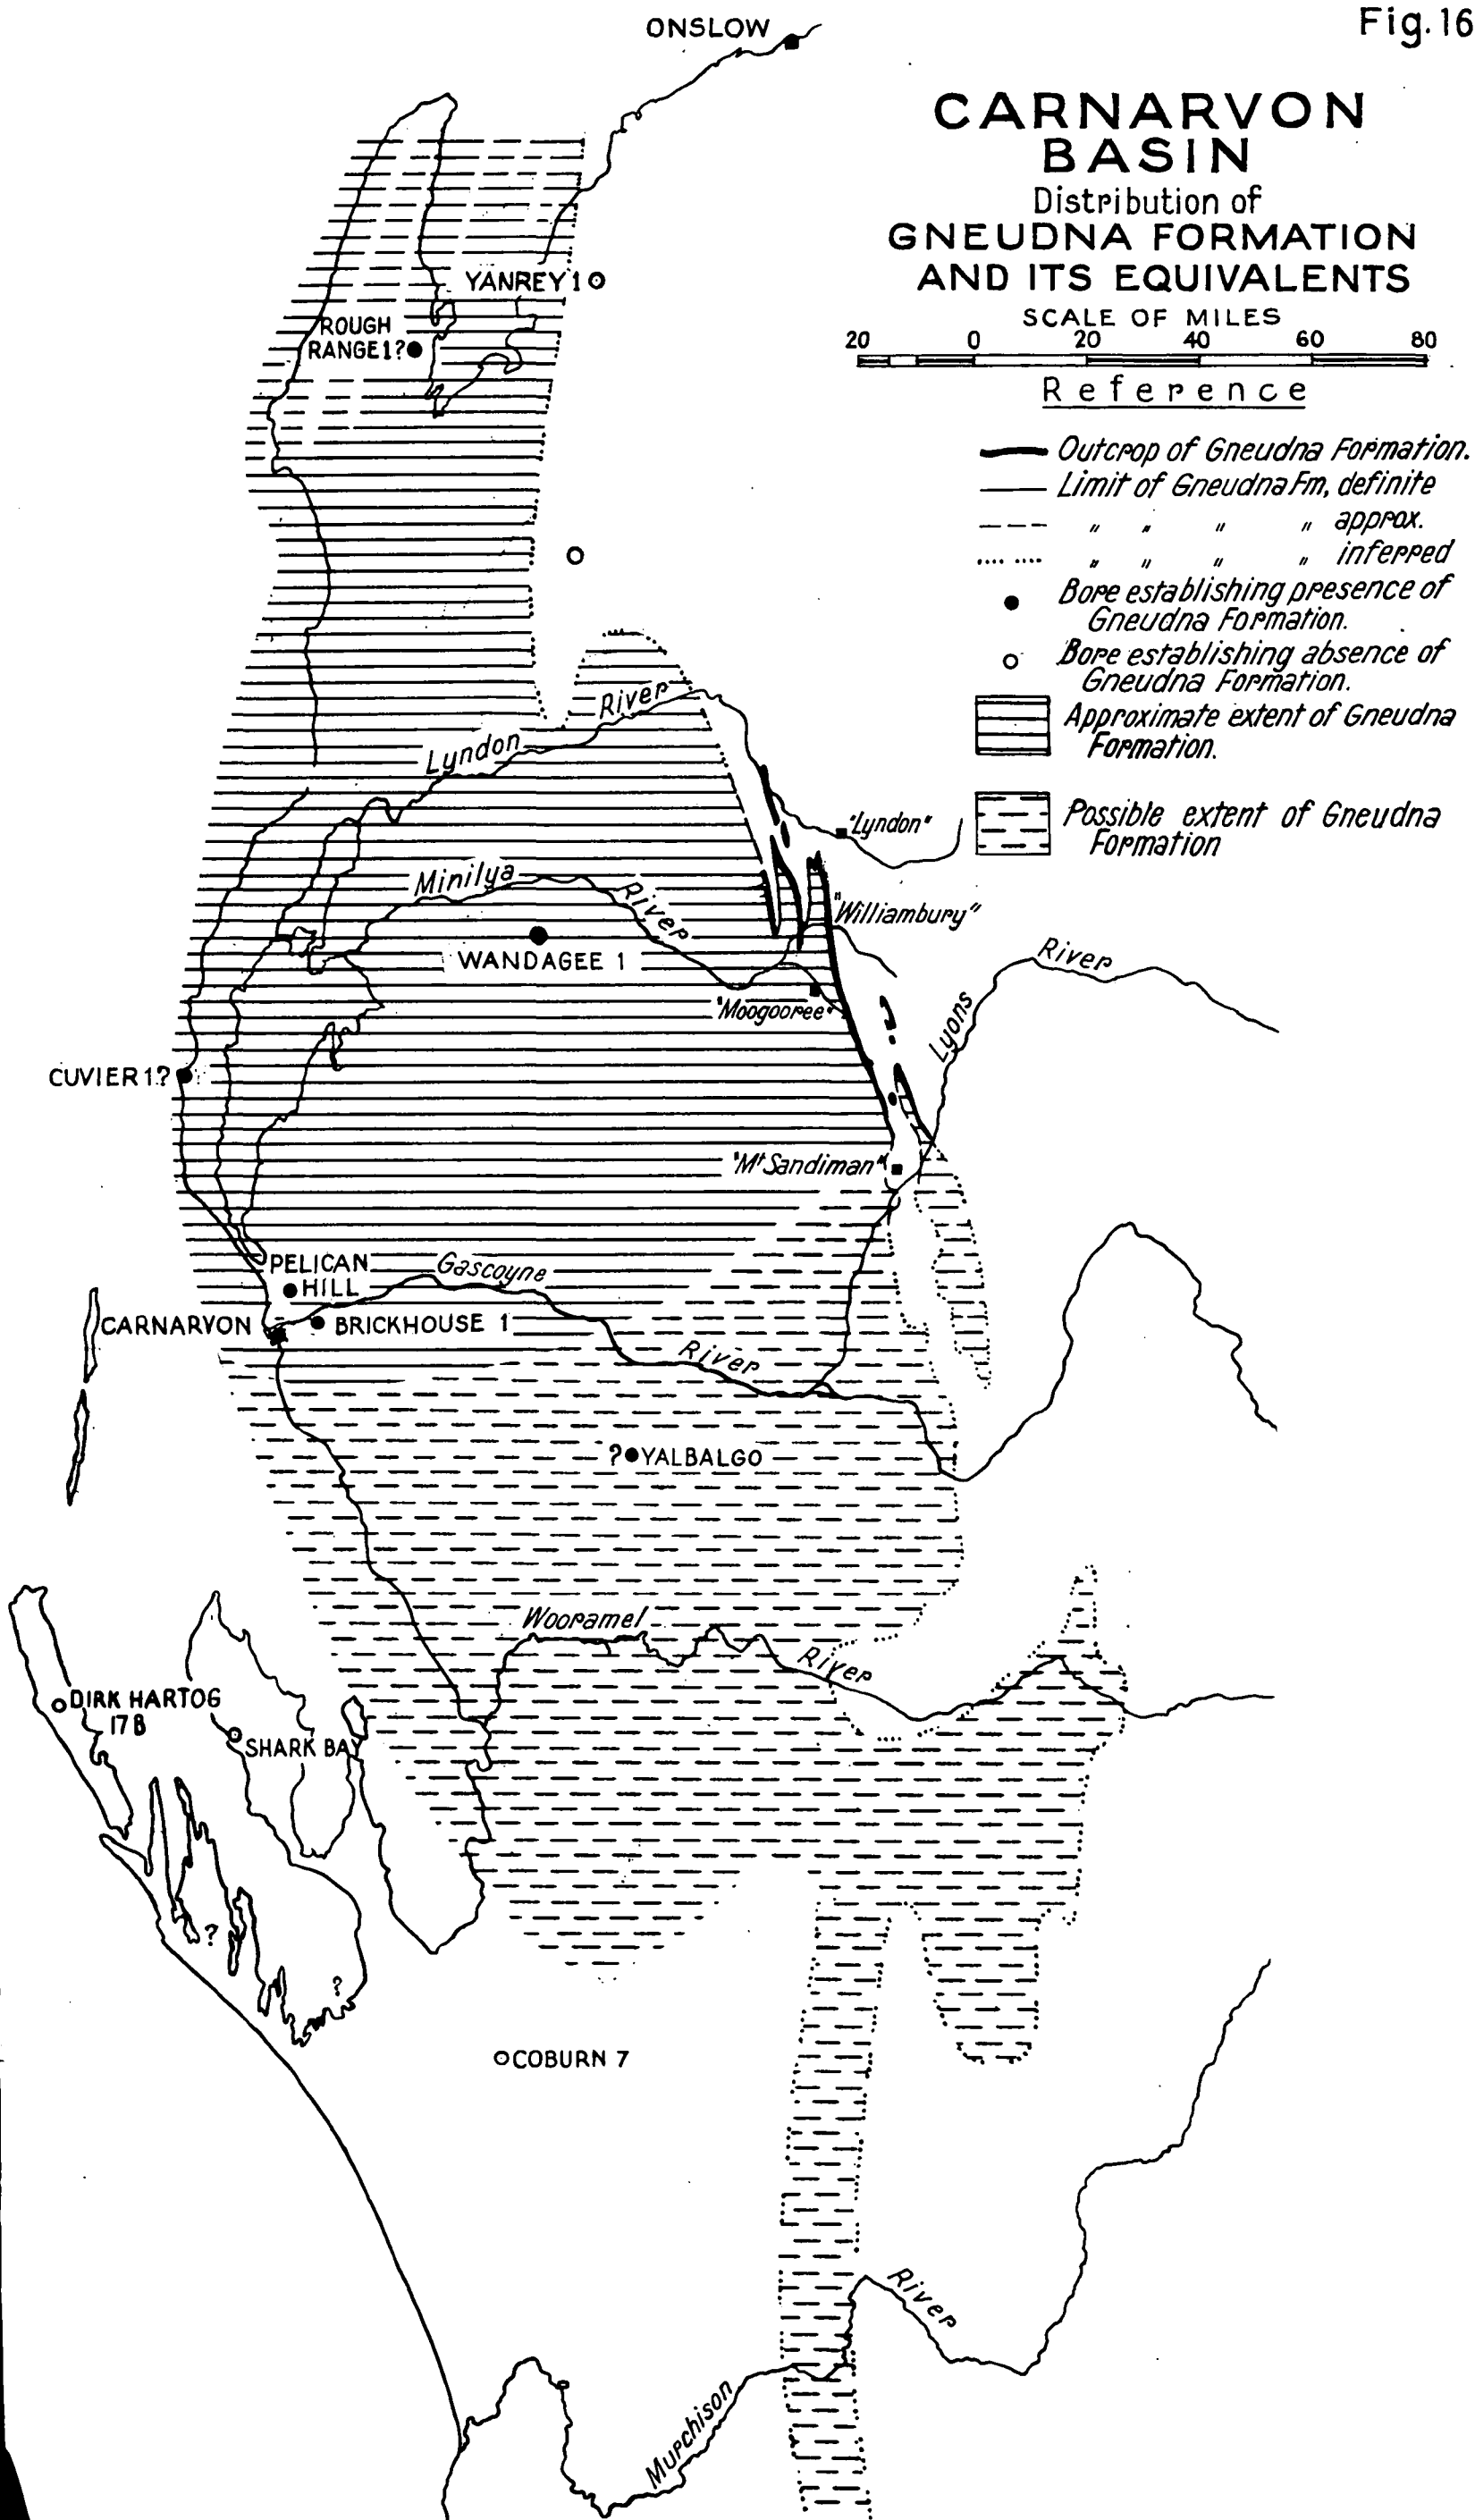 Fig. 16
ONSLOW
CARNARVON
BASIN
Distribution of
GNEUDNA FORMATION
AND ITS EQUIVALENTS
SCALE OF MILES
20 0 20 40 60 80
Reference
Outcrop of Gneudna Formation.
Limit of Gneudna Fm, definite
" " " " approx.
" " " " inferred
Bore establishing presence of
Gneudna Formation.
Bore establishing absence of
Gneudna Formation.
Approximate extent of Gneudna
Formation.
Possible extent of Gneudna
Formation
YANREY 1
ROUGH
RANGE 1?
Lyndon River
"Lyndon"
Minilya River
"Williambury"
WANDAGEE 1
"Moogooree"
Lyons River
CUVIER 1?
"Mt Sandiman"
PELICAN
HILL
Gascoyne River
CARNARVON
BRICKHOUSE 1
? YALBALGO
Wooramel River
DIRK HARTOG
17B
SHARK BAY
?
?
COBURN 7
Murchison River